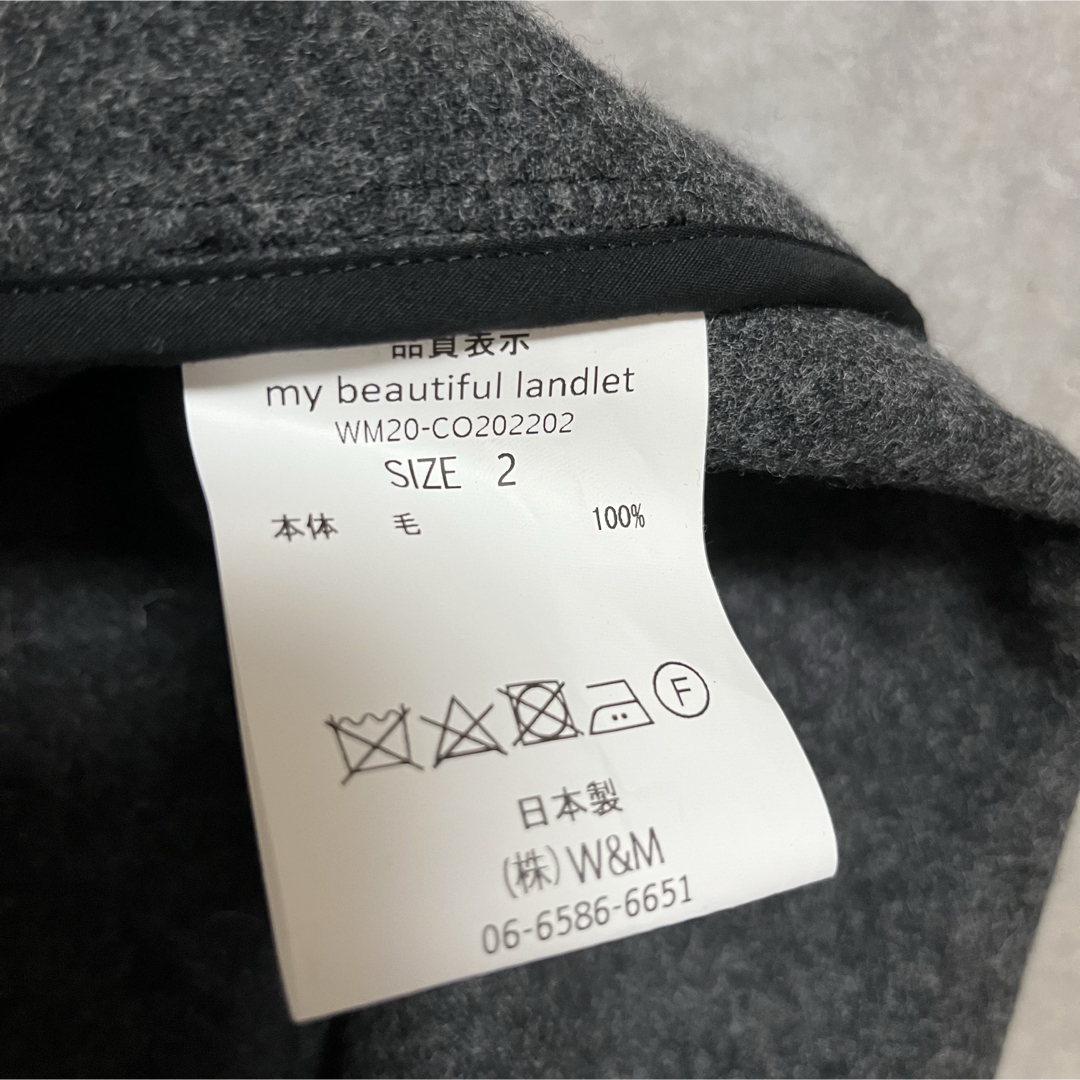 品質表示
my beautiful landlet
WM20-CO202202
SIZE 2
本体 毛 100%
F
日本製
(株)W&M
06-6586-6651